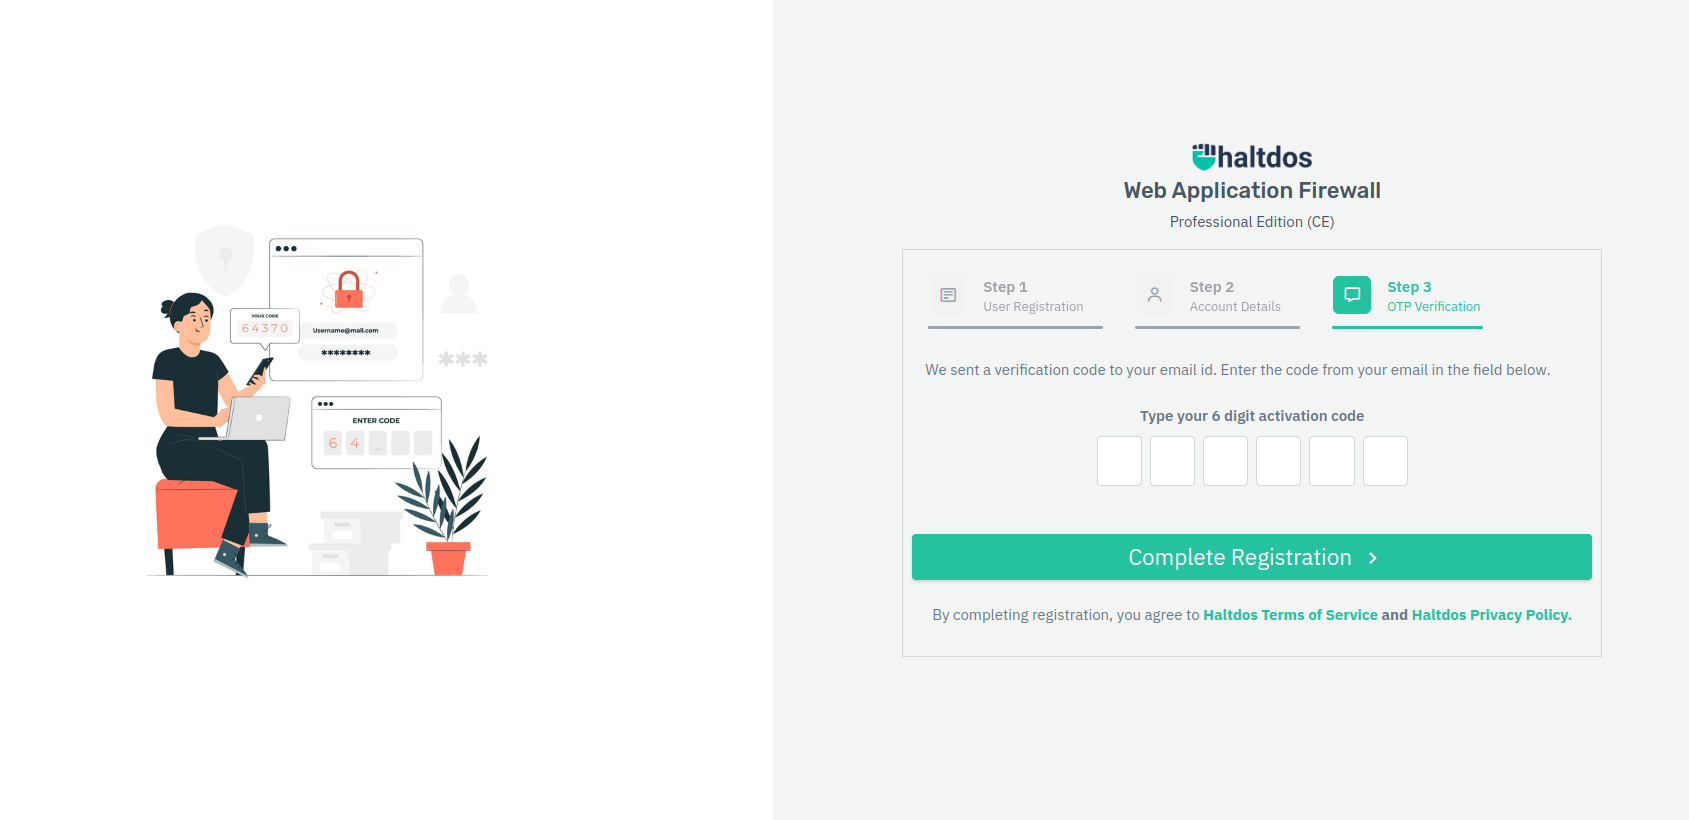 YOUR CODE
64370
Username@mail.com
********
***
ENTER CODE
6 4 _
haltdos
Web Application Firewall
Professional Edition (CE)
Step 1
User Registration
Step 2
Account Details
Step 3
OTP Verification
We sent a verification code to your email id. Enter the code from your email in the field below.
Type your 6 digit activation code
Complete Registration
By completing registration, you agree to Haltdos Terms of Service and Haltdos Privacy Policy.